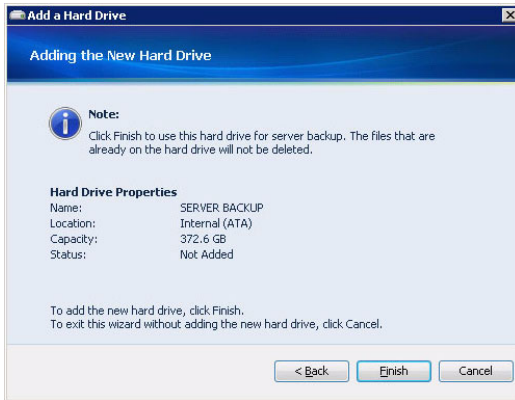 Add a Hard Drive
Adding the New Hard Drive
Note:
Click Finish to use this hard drive for server backup. The files that are
already on the hard drive will not be deleted.
Hard Drive Properties
Name: SERVER BACKUP
Location: Internal (ATA)
Capacity: 372.6 GB
Status: Not Added
To add the new hard drive, click Finish.
To exit this wizard without adding the new hard drive, click Cancel.
< Back Finish Cancel